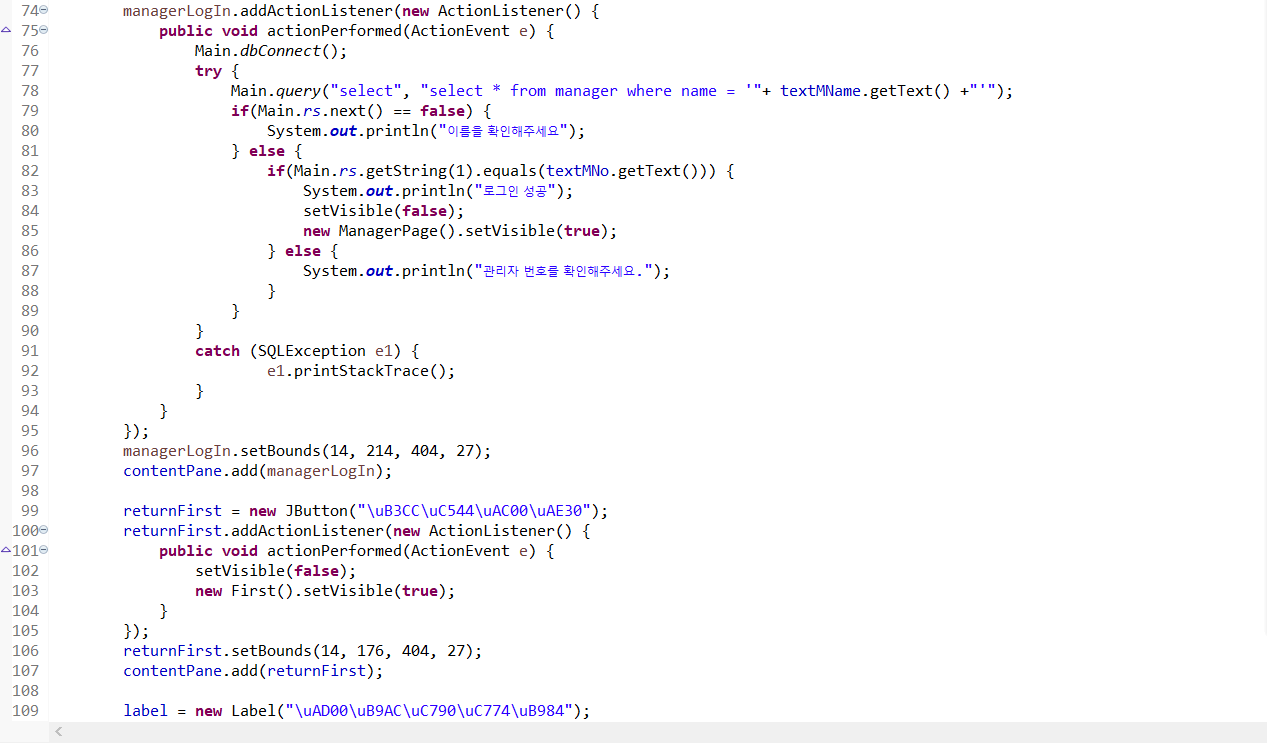 74 managerLogIn.addActionListener(new ActionListener() {
75 public void actionPerformed(ActionEvent e) {
76 Main.dbConnect();
77 try {
78 Main.query("select", "select * from manager where name = '"+ textMName.getText() +"'");
79 if(Main.rs.next() == false) {
80 System.out.println("이름을 확인해주세요");
81 } else {
82 if(Main.rs.getString(1).equals(textMNo.getText())) {
83 System.out.println("로그인 성공");
84 setVisible(false);
85 new ManagerPage().setVisible(true);
86 } else {
87 System.out.println("관리자 번호를 확인해주세요.");
88 }
89 }
90 }
91 catch (SQLException e1) {
92 e1.printStackTrace();
93 }
94 }
95 });
96 managerLogIn.setBounds(14, 214, 404, 27);
97 contentPane.add(managerLogIn);
98
99 returnFirst = new JButton("\uB3CC\uC544\uAC00\uAE30");
100 returnFirst.addActionListener(new ActionListener() {
101 public void actionPerformed(ActionEvent e) {
102 setVisible(false);
103 new First().setVisible(true);
104 }
105 });
106 returnFirst.setBounds(14, 176, 404, 27);
107 contentPane.add(returnFirst);
108
109 label = new Label("\uAD00\uB9AC\uC790\uC774\uB984");